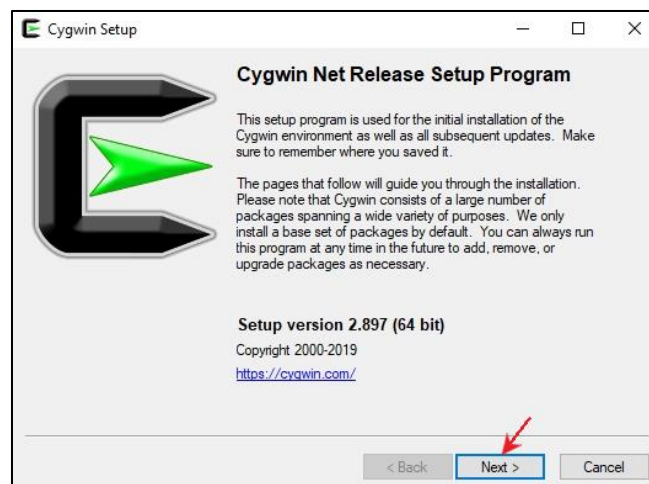 Cygwin Setup
Cygwin Net Release Setup Program
This setup program is used for the initial installation of the
Cygwin environment as well as all subsequent updates. Make
sure to remember where you saved it.
The pages that follow will guide you through the installation.
Please note that Cygwin consists of a large number of
packages spanning a wide variety of purposes. We only
install a base set of packages by default. You can always run
this program at any time in the future to add, remove, or
upgrade packages as necessary.
Setup version 2.897 (64 bit)
Copyright 2000-2019
https://cygwin.com/
< Back Next > Cancel